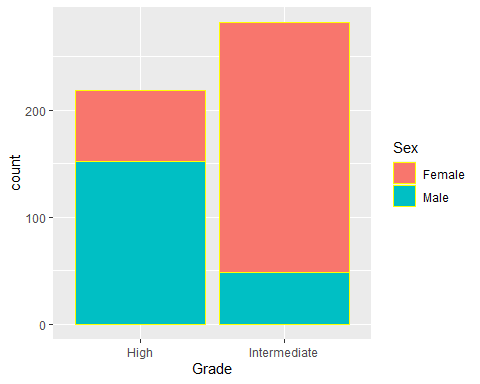 count
200
100
0
High
Intermediate
Grade
Sex
Female
Male